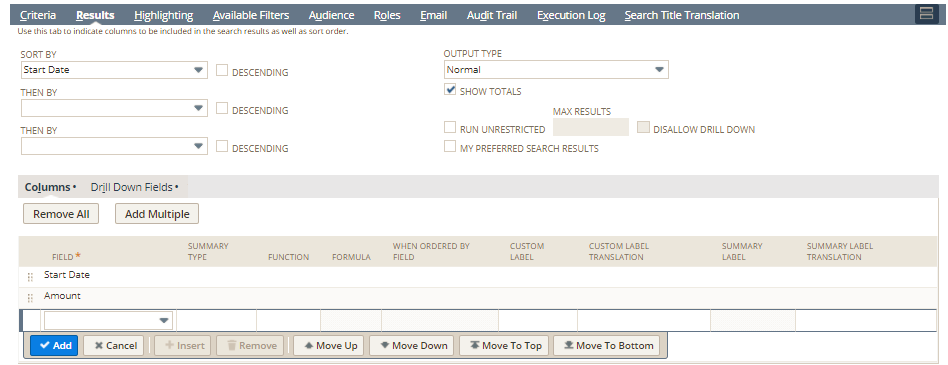 Criteria Results Highlighting Available Filters Audience Roles Email Audit Trail Execution Log Search Title Translation
Use this tab to indicate columns to be included in the search results as well as sort order.
SORT BY
Start Date
DESCENDING
THEN BY
DESCENDING
THEN BY
DESCENDING
OUTPUT TYPE
Normal
SHOW TOTALS
MAX RESULTS
RUN UNRESTRICTED
DISALLOW DRILL DOWN
MY PREFERRED SEARCH RESULTS
Columns • Drill Down Fields •
Remove All Add Multiple
FIELD *
SUMMARY
TYPE
FUNCTION
FORMULA
WHEN ORDERED BY
FIELD
CUSTOM
LABEL
CUSTOM LABEL
TRANSLATION
SUMMARY
LABEL
SUMMARY LABEL
TRANSLATION
Start Date
Amount
Add Cancel Insert Remove Move Up Move Down Move To Top Move To Bottom